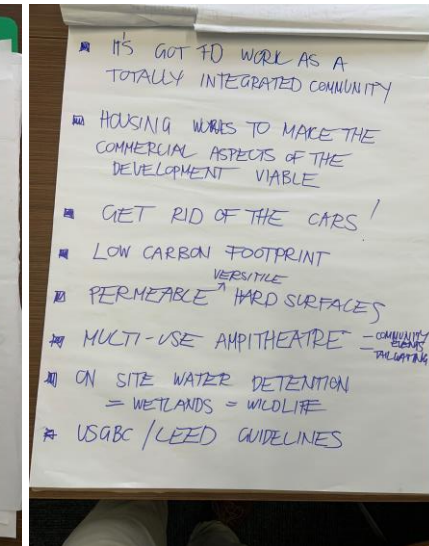 IT'S GOT TO WORK AS A
TOTALLY INTEGRATED COMMUNITY
HOUSING WORKS TO MAKE THE
COMMERCIAL ASPECTS OF THE
DEVELOPMENT VIABLE
GET RID OF THE CARS!
LOW CARBON FOOTPRINT
VERSITILE
PERMEABLE ^ HARD SURFACES
MULTI-USE AMPITHEATRE - COMMUNITY EVENTS
- TAILGATING
ON SITE WATER DETENTION
= WETLANDS = WILDLIFE
USGBC / LEED GUIDELINES